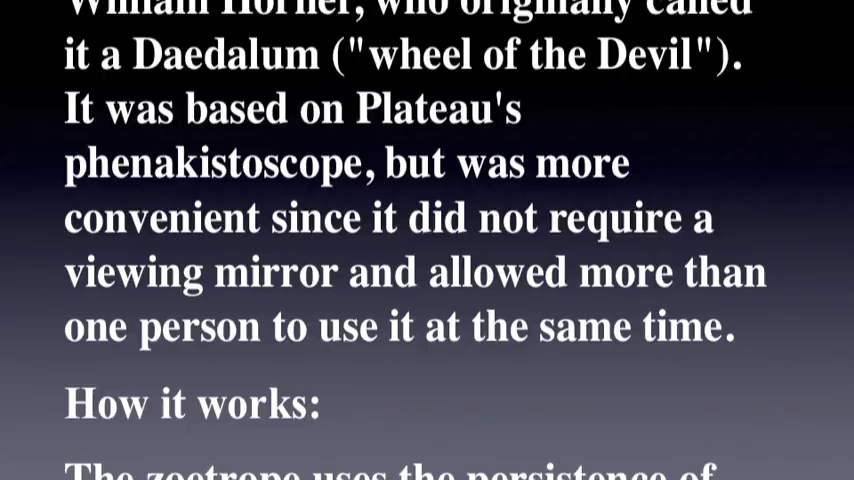 William Horner, who originally called
it a Daedalum ("wheel of the Devil").
It was based on Plateau's
phenakistoscope, but was more
convenient since it did not require a
viewing mirror and allowed more than
one person to use it at the same time.
How it works:
The zoetrope uses the persistence of